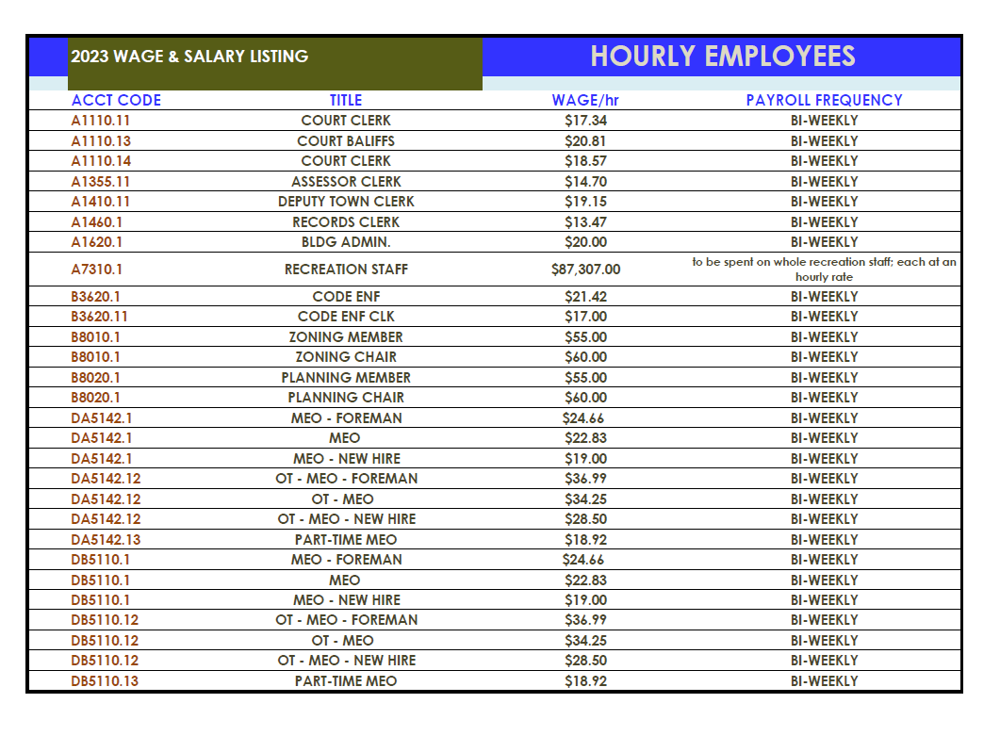 2023 WAGE & SALARY LISTING HOURLY EMPLOYEES
ACCT CODE TITLE WAGE/hr PAYROLL FREQUENCY
A1110.11 COURT CLERK $17.34 BI-WEEKLY
A1110.13 COURT BALIFFS $20.81 BI-WEEKLY
A1110.14 COURT CLERK $18.57 BI-WEEKLY
A1355.11 ASSESSOR CLERK $14.70 BI-WEEKLY
A1410.11 DEPUTY TOWN CLERK $19.15 BI-WEEKLY
A1460.1 RECORDS CLERK $13.47 BI-WEEKLY
A1620.1 BLDG ADMIN. $20.00 BI-WEEKLY
A7310.1 RECREATION STAFF $87,307.00 to be spent on whole recreation staff; each at an
hourly rate
B3620.1 CODE ENF $21.42 BI-WEEKLY
B3620.11 CODE ENF CLK $17.00 BI-WEEKLY
B8010.1 ZONING MEMBER $55.00 BI-WEEKLY
B8010.1 ZONING CHAIR $60.00 BI-WEEKLY
B8020.1 PLANNING MEMBER $55.00 BI-WEEKLY
B8020.1 PLANNING CHAIR $60.00 BI-WEEKLY
DA5142.1 MEO - FOREMAN $24.66 BI-WEEKLY
DA5142.1 MEO $22.83 BI-WEEKLY
DA5142.1 MEO - NEW HIRE $19.00 BI-WEEKLY
DA5142.12 OT - MEO - FOREMAN $36.99 BI-WEEKLY
DA5142.12 OT - MEO $34.25 BI-WEEKLY
DA5142.12 OT - MEO - NEW HIRE $28.50 BI-WEEKLY
DA5142.13 PART-TIME MEO $18.92 BI-WEEKLY
DB5110.1 MEO - FOREMAN $24.66 BI-WEEKLY
DB5110.1 MEO $22.83 BI-WEEKLY
DB5110.1 MEO - NEW HIRE $19.00 BI-WEEKLY
DB5110.12 OT - MEO - FOREMAN $36.99 BI-WEEKLY
DB5110.12 OT - MEO $34.25 BI-WEEKLY
DB5110.12 OT - MEO - NEW HIRE $28.50 BI-WEEKLY
DB5110.13 PART-TIME MEO $18.92 BI-WEEKLY